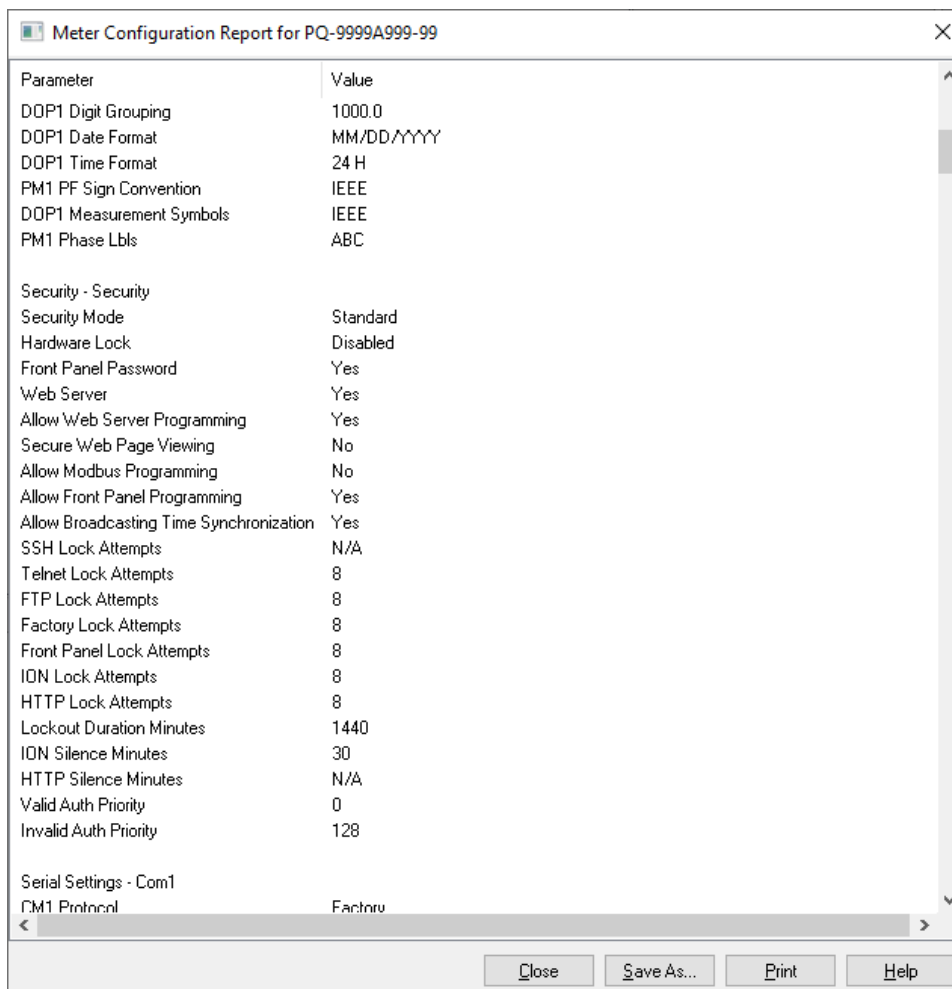 Meter Configuration Report for PQ-9999A999-99
Parameter Value
DOP1 Digit Grouping 1000.0
DOP1 Date Format MM/DD/YYYY
DOP1 Time Format 24 H
PM1 PF Sign Convention IEEE
DOP1 Measurement Symbols IEEE
PM1 Phase Lbls ABC
Security - Security
Security Mode Standard
Hardware Lock Disabled
Front Panel Password Yes
Web Server Yes
Allow Web Server Programming Yes
Secure Web Page Viewing No
Allow Modbus Programming No
Allow Front Panel Programming Yes
Allow Broadcasting Time Synchronization Yes
SSH Lock Attempts N/A
Telnet Lock Attempts 8
FTP Lock Attempts 8
Factory Lock Attempts 8
Front Panel Lock Attempts 8
ION Lock Attempts 8
HTTP Lock Attempts 8
Lockout Duration Minutes 1440
ION Silence Minutes 30
HTTP Silence Minutes N/A
Valid Auth Priority 0
Invalid Auth Priority 128
Serial Settings - Com1
CM1 Protocol Factory
Close Save As... Print Help